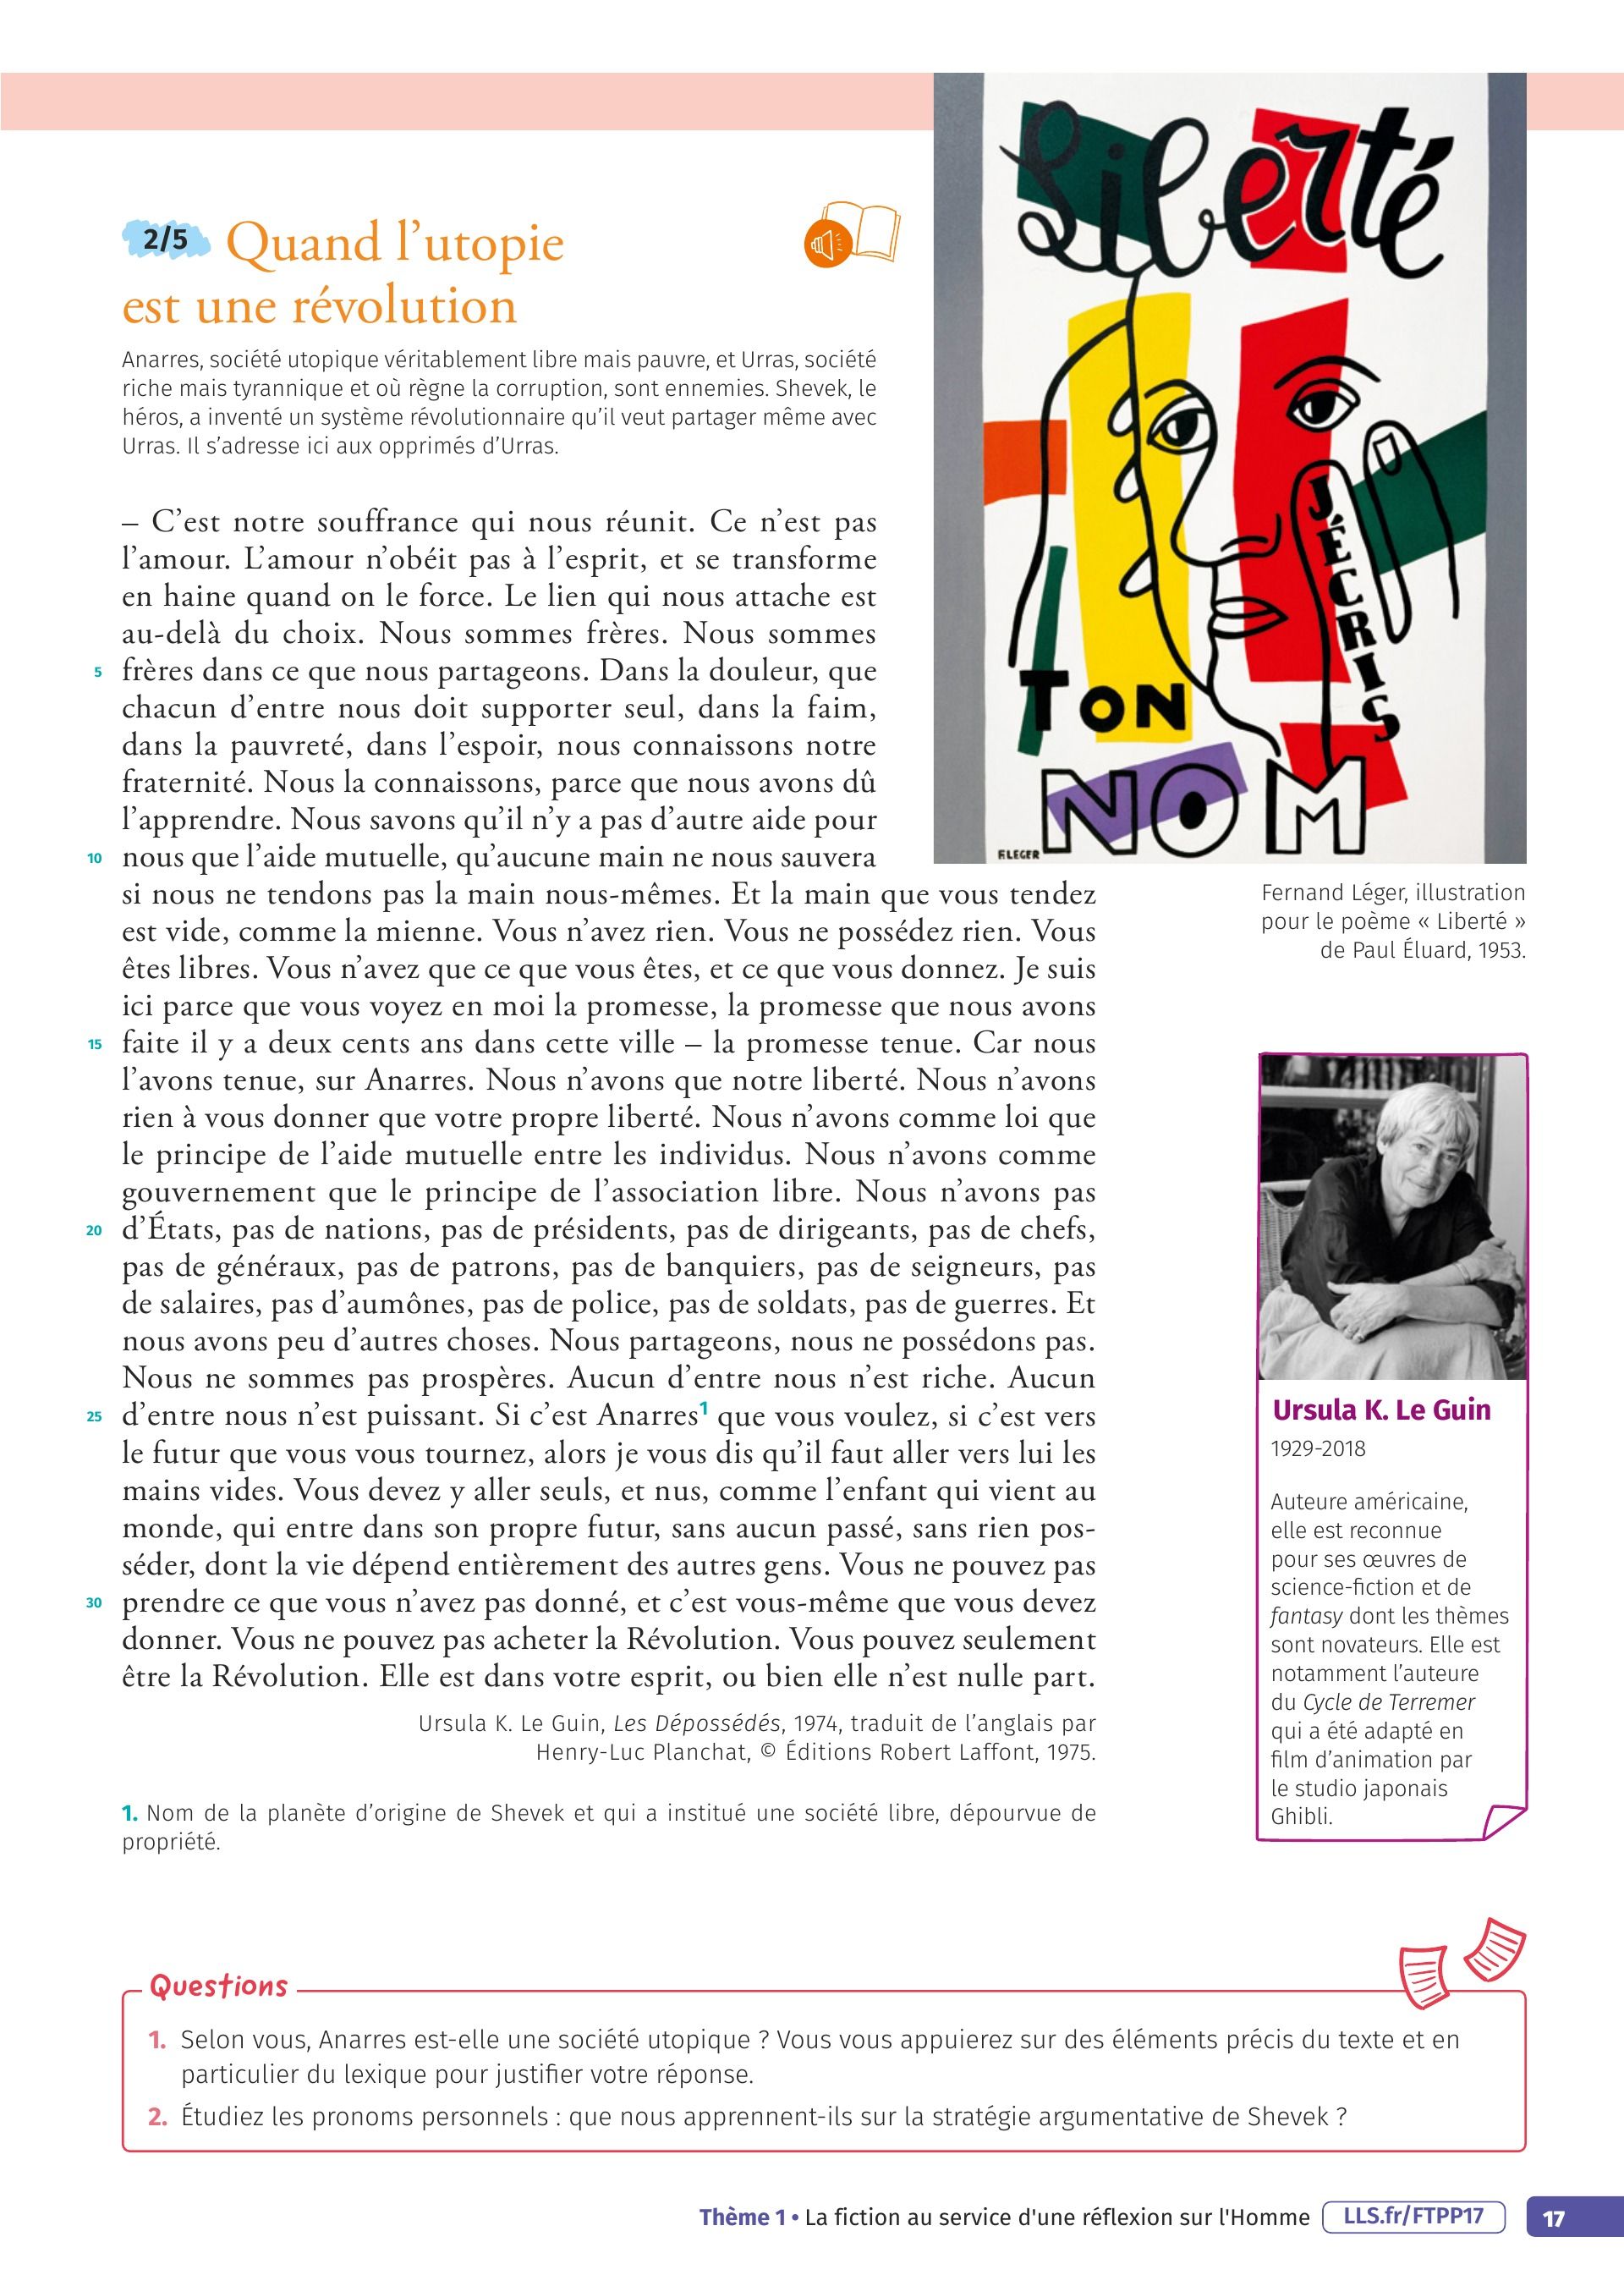 Liberté
J'ÉCRIS
TON
NOM
F.LEGER
2/5 Quand l'utopie
est une révolution
Anarres, société utopique véritablement libre mais pauvre, et Urras, société
riche mais tyrannique et où règne la corruption, sont ennemies. Shevek, le
héros, a inventé un système révolutionnaire qu'il veut partager même avec
Urras. Il s'adresse ici aux opprimés d'Urras.
– C'est notre souffrance qui nous réunit. Ce n'est pas
l'amour. L'amour n'obéit pas à l'esprit, et se transforme
en haine quand on le force. Le lien qui nous attache est
au-delà du choix. Nous sommes frères. Nous sommes
5 frères dans ce que nous partageons. Dans la douleur, que
chacun d'entre nous doit supporter seul, dans la faim,
dans la pauvreté, dans l'espoir, nous connaissons notre
fraternité. Nous la connaissons, parce que nous avons dû
l'apprendre. Nous savons qu'il n'y a pas d'autre aide pour
10 nous que l'aide mutuelle, qu'aucune main ne nous sauvera
si nous ne tendons pas la main nous-mêmes. Et la main que vous tendez
est vide, comme la mienne. Vous n'avez rien. Vous ne possédez rien. Vous
êtes libres. Vous n'avez que ce que vous êtes, et ce que vous donnez. Je suis
ici parce que vous voyez en moi la promesse, la promesse que nous avons
15 faite il y a deux cents ans dans cette ville – la promesse tenue. Car nous
l'avons tenue, sur Anarres. Nous n'avons que notre liberté. Nous n'avons
rien à vous donner que votre propre liberté. Nous n'avons comme loi que
le principe de l'aide mutuelle entre les individus. Nous n'avons comme
gouvernement que le principe de l'association libre. Nous n'avons pas
20 d'États, pas de nations, pas de présidents, pas de dirigeants, pas de chefs,
pas de généraux, pas de patrons, pas de banquiers, pas de seigneurs, pas
de salaires, pas d'aumônes, pas de police, pas de soldats, pas de guerres. Et
nous avons peu d'autres choses. Nous partageons, nous ne possédons pas.
Nous ne sommes pas prospères. Aucun d'entre nous n'est riche. Aucun
25 d'entre nous n'est puissant. Si c'est Anarres1 que vous voulez, si c'est vers
le futur que vous vous tournez, alors je vous dis qu'il faut aller vers lui les
mains vides. Vous devez y aller seuls, et nus, comme l'enfant qui vient au
monde, qui entre dans son propre futur, sans aucun passé, sans rien pos-
séder, dont la vie dépend entièrement des autres gens. Vous ne pouvez pas
30 prendre ce que vous n'avez pas donné, et c'est vous-même que vous devez
donner. Vous ne pouvez pas acheter la Révolution. Vous pouvez seulement
être la Révolution. Elle est dans votre esprit, ou bien elle n'est nulle part.
Ursula K. Le Guin, Les Dépossédés, 1974, traduit de l'anglais par
Henry-Luc Planchat, © Éditions Robert Laffont, 1975.
1. Nom de la planète d'origine de Shevek et qui a institué une société libre, dépourvue de
propriété.
Fernand Léger, illustration
pour le poème « Liberté »
de Paul Éluard, 1953.
Ursula K. Le Guin
1929-2018
Auteure américaine,
elle est reconnue
pour ses œuvres de
science-fiction et de
fantasy dont les thèmes
sont novateurs. Elle est
notamment l'auteure
du Cycle de Terremer
qui a été adapté en
film d'animation par
le studio japonais
Ghibli.
Questions
1. Selon vous, Anarres est-elle une société utopique ? Vous vous appuierez sur des éléments précis du texte et en
particulier du lexique pour justifier votre réponse.
2. Étudiez les pronoms personnels : que nous apprennent-ils sur la stratégie argumentative de Shevek ?
Thème 1 • La fiction au service d'une réflexion sur l'Homme LLS.fr/FTPP17 17